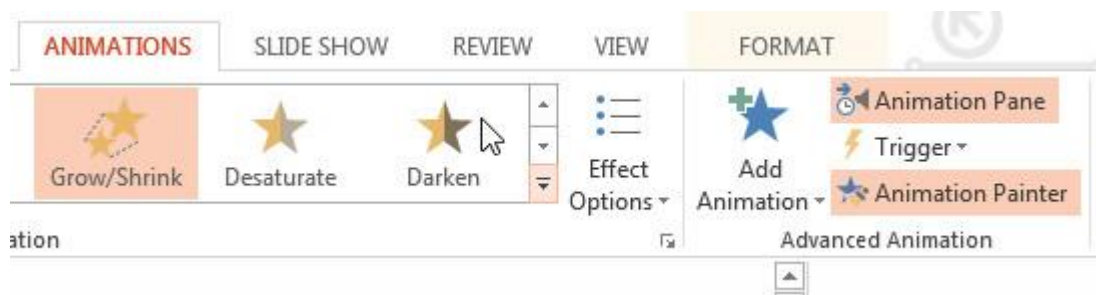 ANIMATIONS SLIDE SHOW REVIEW VIEW FORMAT
Grow/Shrink Desaturate Darken
Effect
Options
Add
Animation
Animation Pane
Trigger
Animation Painter
ation
Advanced Animation